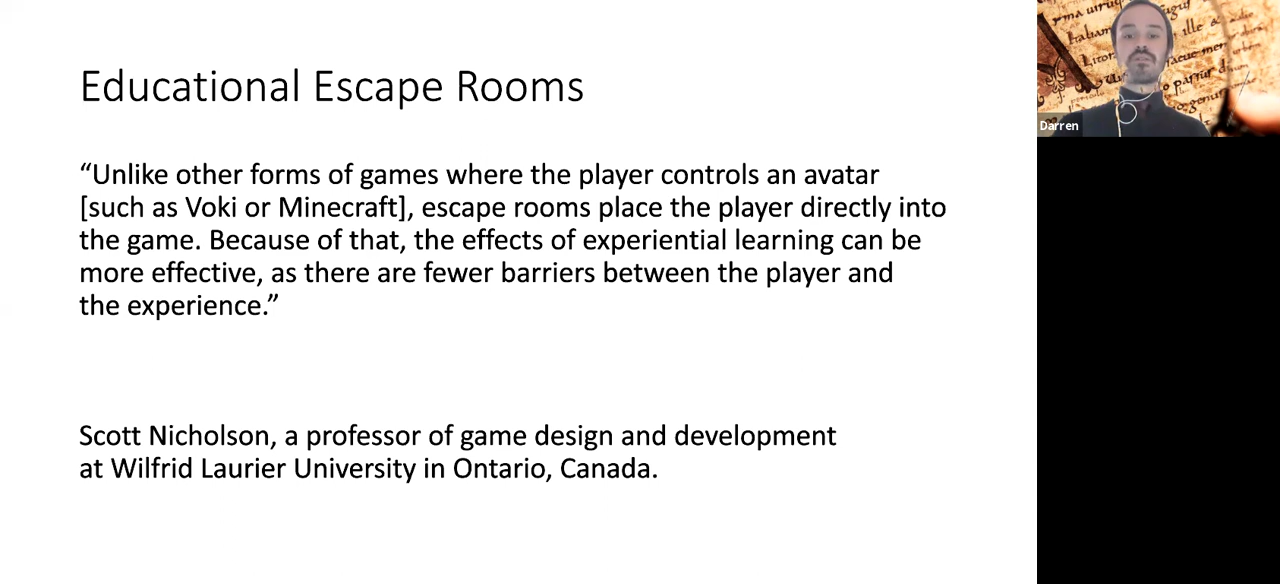 Educational Escape Rooms
“Unlike other forms of games where the player controls an avatar
[such as Voki or Minecraft], escape rooms place the player directly into
the game. Because of that, the effects of experiential learning can be
more effective, as there are fewer barriers between the player and
the experience.”
Scott Nicholson, a professor of game design and development
at Wilfrid Laurier University in Ontario, Canada.
ille
Darren